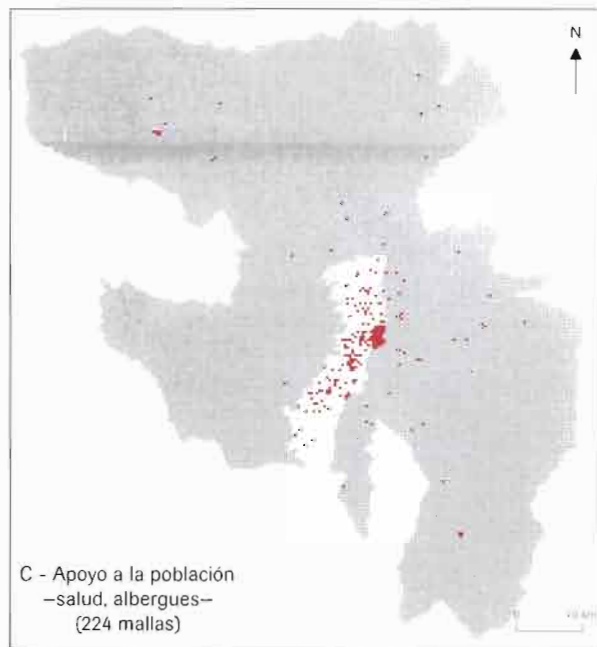 N
C - Apoyo a la población
–salud, albergues–
(224 mallas)